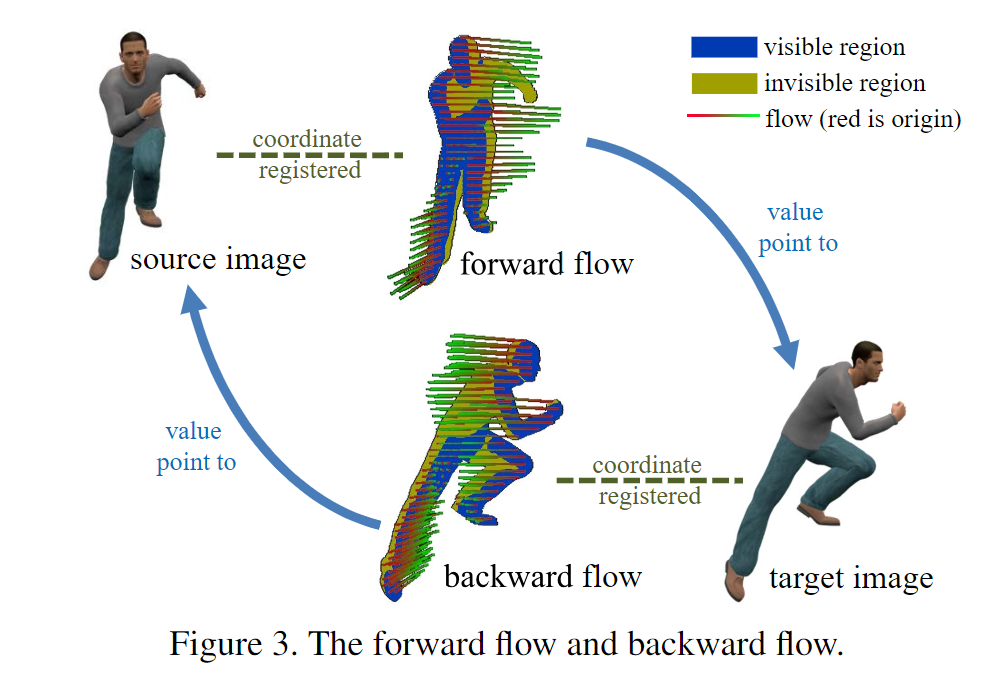 visible region
invisible region
flow (red is origin)
coordinate
registered
source image
forward flow
value
point to
value
point to
coordinate
registered
backward flow
target image
Figure 3. The forward flow and backward flow.